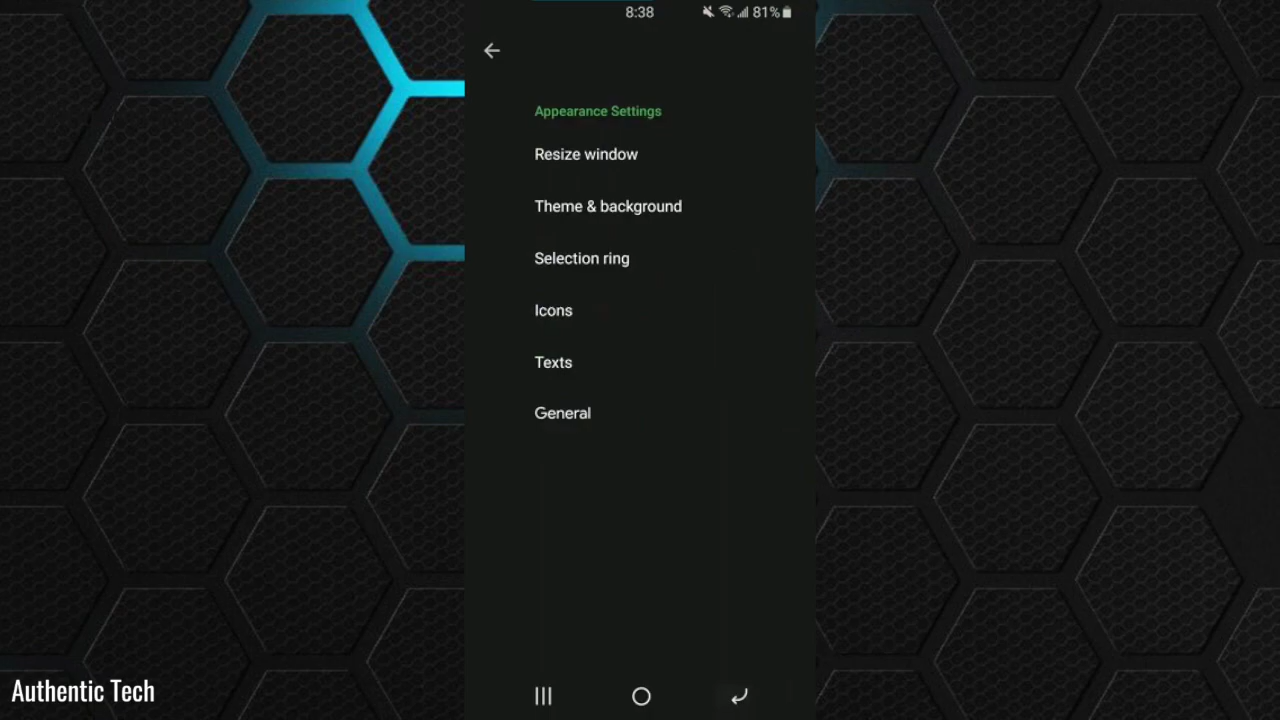 8:38 81%
Appearance Settings
Resize window
Theme & background
Selection ring
Icons
Texts
General
Authentic Tech